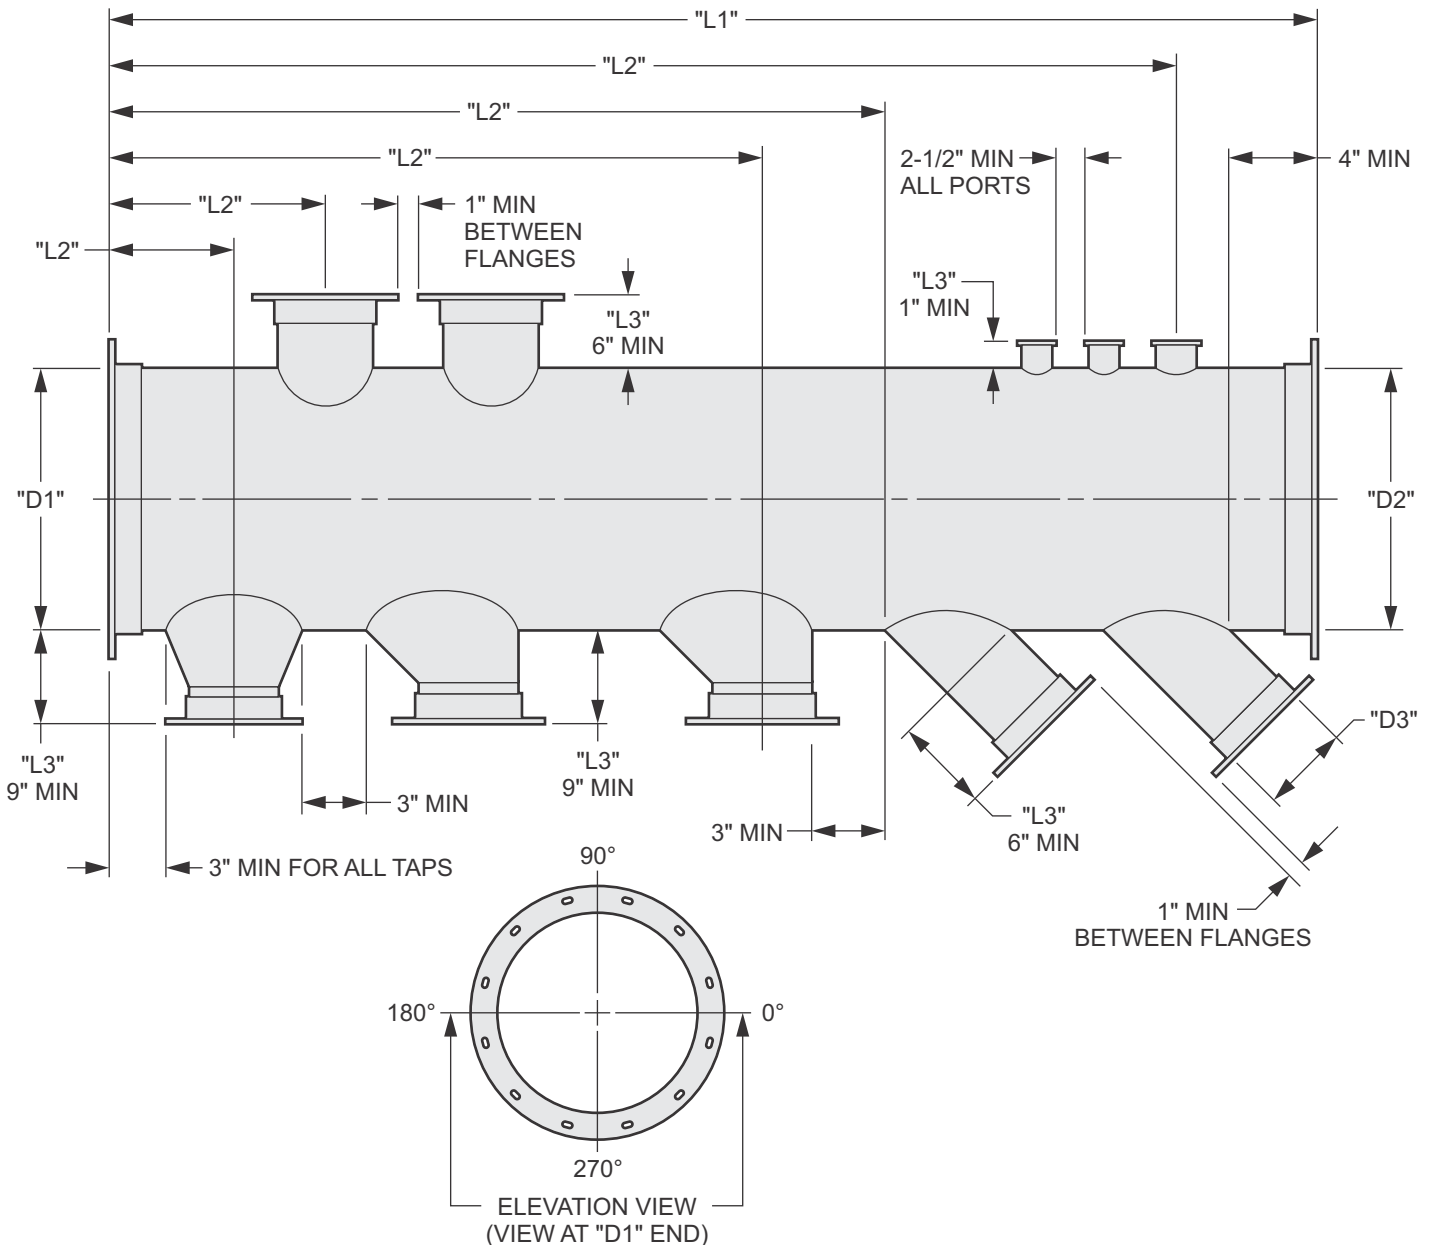 "L1"
"L2"
"L2"
"L2"
2-1/2" MIN
ALL PORTS
4" MIN
"L2"
1" MIN
BETWEEN
FLANGES
"L2"
"L3"
1" MIN
"L3"
6" MIN
"D1"
"D2"
"D3"
"L3"
9" MIN
"L3"
9" MIN
3" MIN
"L3"
6" MIN
3" MIN
3" MIN FOR ALL TAPS
1" MIN
BETWEEN FLANGES
90°
180°
0°
270°
ELEVATION VIEW
(VIEW AT "D1" END)